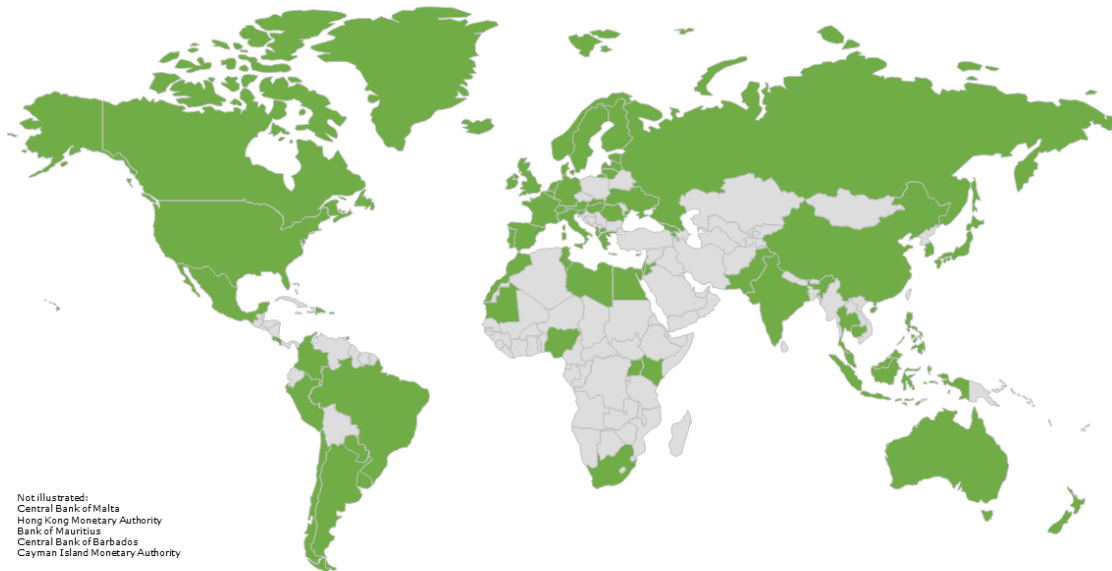 Not illustrated:
Central Bank of Malta
Hong Kong Monetary Authority
Bank of Mauritius
Central Bank of Barbados
Cayman Island Monetary Authority